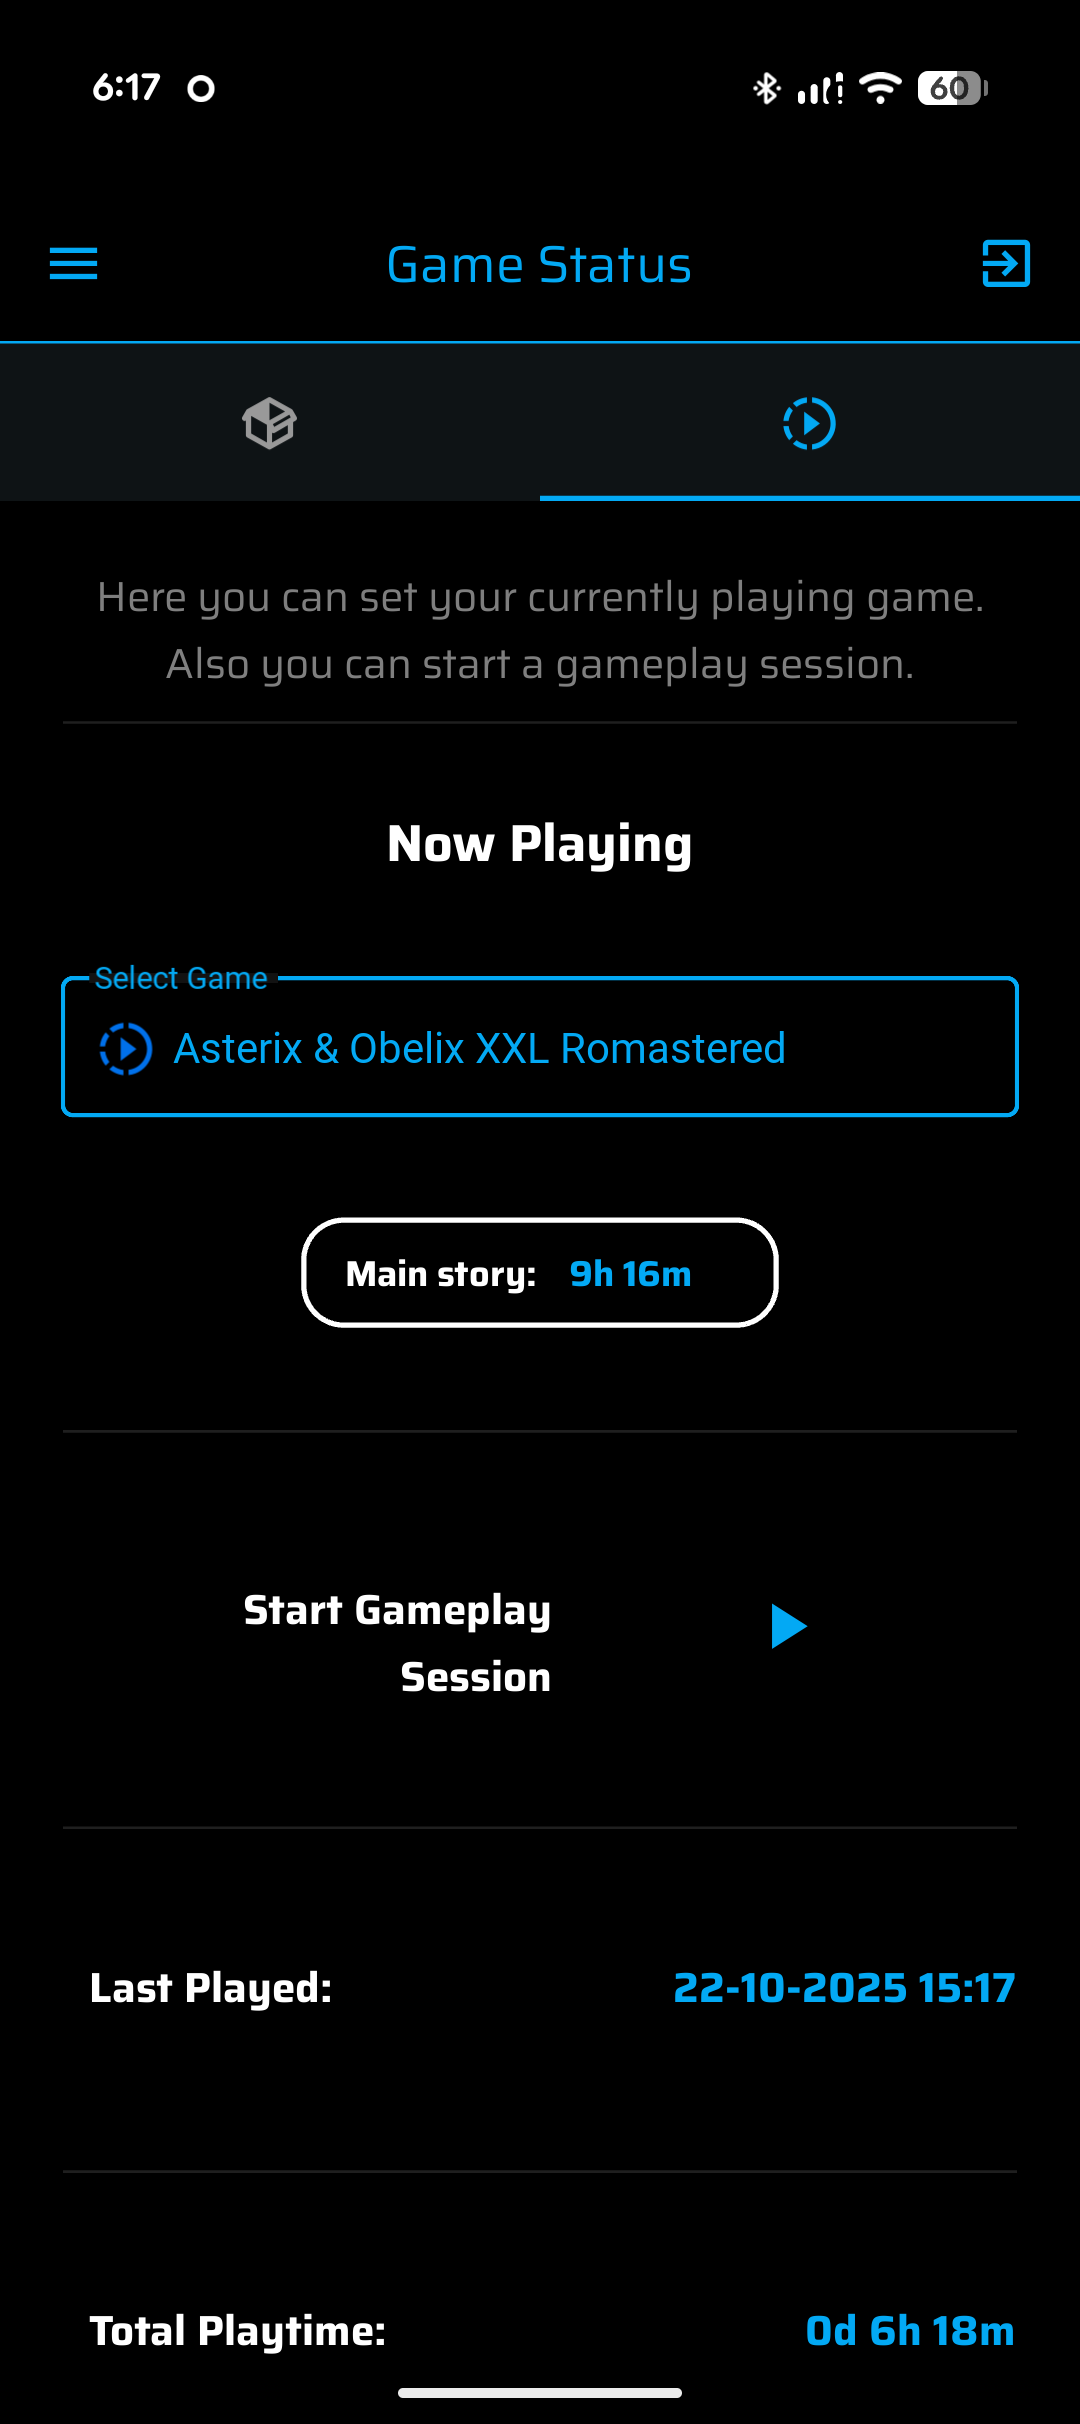 6:17
60
Game Status
Here you can set your currently playing game.
Also you can start a gameplay session.
Now Playing
Select Game
Asterix & Obelix XXL Romastered
Main story: 9h 16m
Start Gameplay
Session
Last Played: 22-10-2025 15:17
Total Playtime: 0d 6h 18m